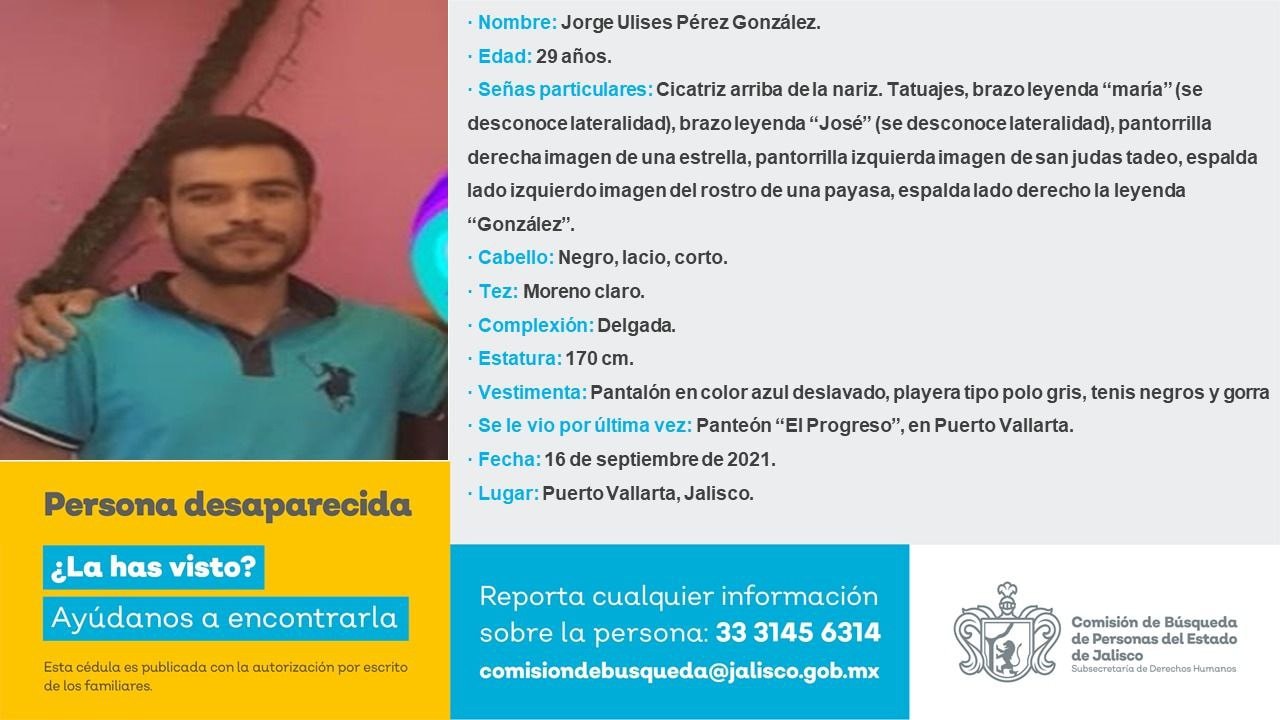 · Nombre: Jorge Ulises Pérez González.
· Edad: 29 años.
· Señas particulares: Cicatriz arriba de la nariz. Tatuajes, brazo leyenda “maría” (se
desconoce lateralidad), brazo leyenda “José” (se desconoce lateralidad), pantorrilla
derecha imagen de una estrella, pantorrilla izquierda imagen de san judas tadeo, espalda
lado izquierdo imagen del rostro de una payasa, espalda lado derecho la leyenda
“González”.
· Cabello: Negro, lacio, corto.
· Tez: Moreno claro.
· Complexión: Delgada.
· Estatura: 170 cm.
· Vestimenta: Pantalón en color azul deslavado, playera tipo polo gris, tenis negros y gorra
· Se le vio por última vez: Panteón “El Progreso”, en Puerto Vallarta.
· Fecha: 16 de septiembre de 2021.
· Lugar: Puerto Vallarta, Jalisco.
Persona desaparecida
¿La has visto?
Ayúdanos a encontrarla
Esta cédula es publicada con la autorización por escrito
de los familiares.
Reporta cualquier información
sobre la persona: 33 3145 6314
comisiondebusqueda@jalisco.gob.mx
Comisión de Búsqueda
de Personas del Estado
de Jalisco
Subsecretaría de Derechos Humanos